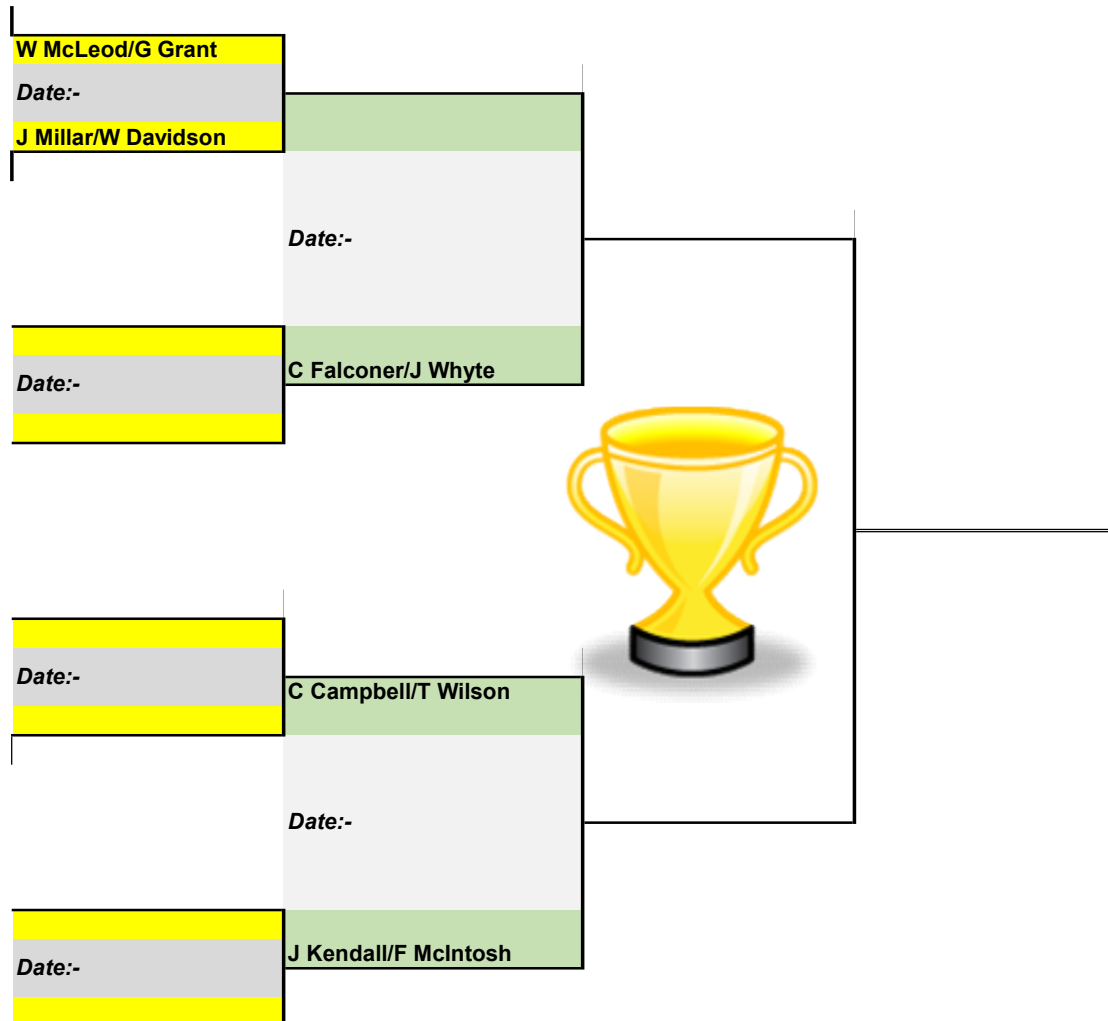 W McLeod/G Grant
Date:-
J Millar/W Davidson
Date:-
Date:-
C Falconer/J Whyte
Date:-
C Campbell/T Wilson
Date:-
Date:-
J Kendall/F McIntosh